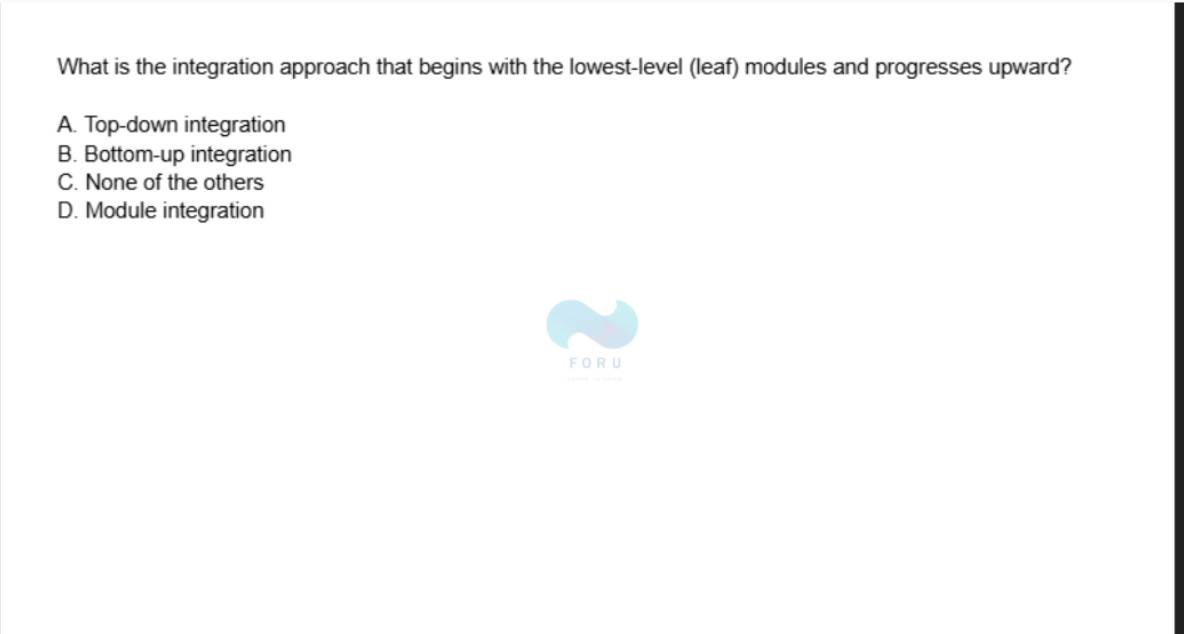 What is the integration approach that begins with the lowest-level (leaf) modules and progresses upward?
A. Top-down integration
B. Bottom-up integration
C. None of the others
D. Module integration
FORU